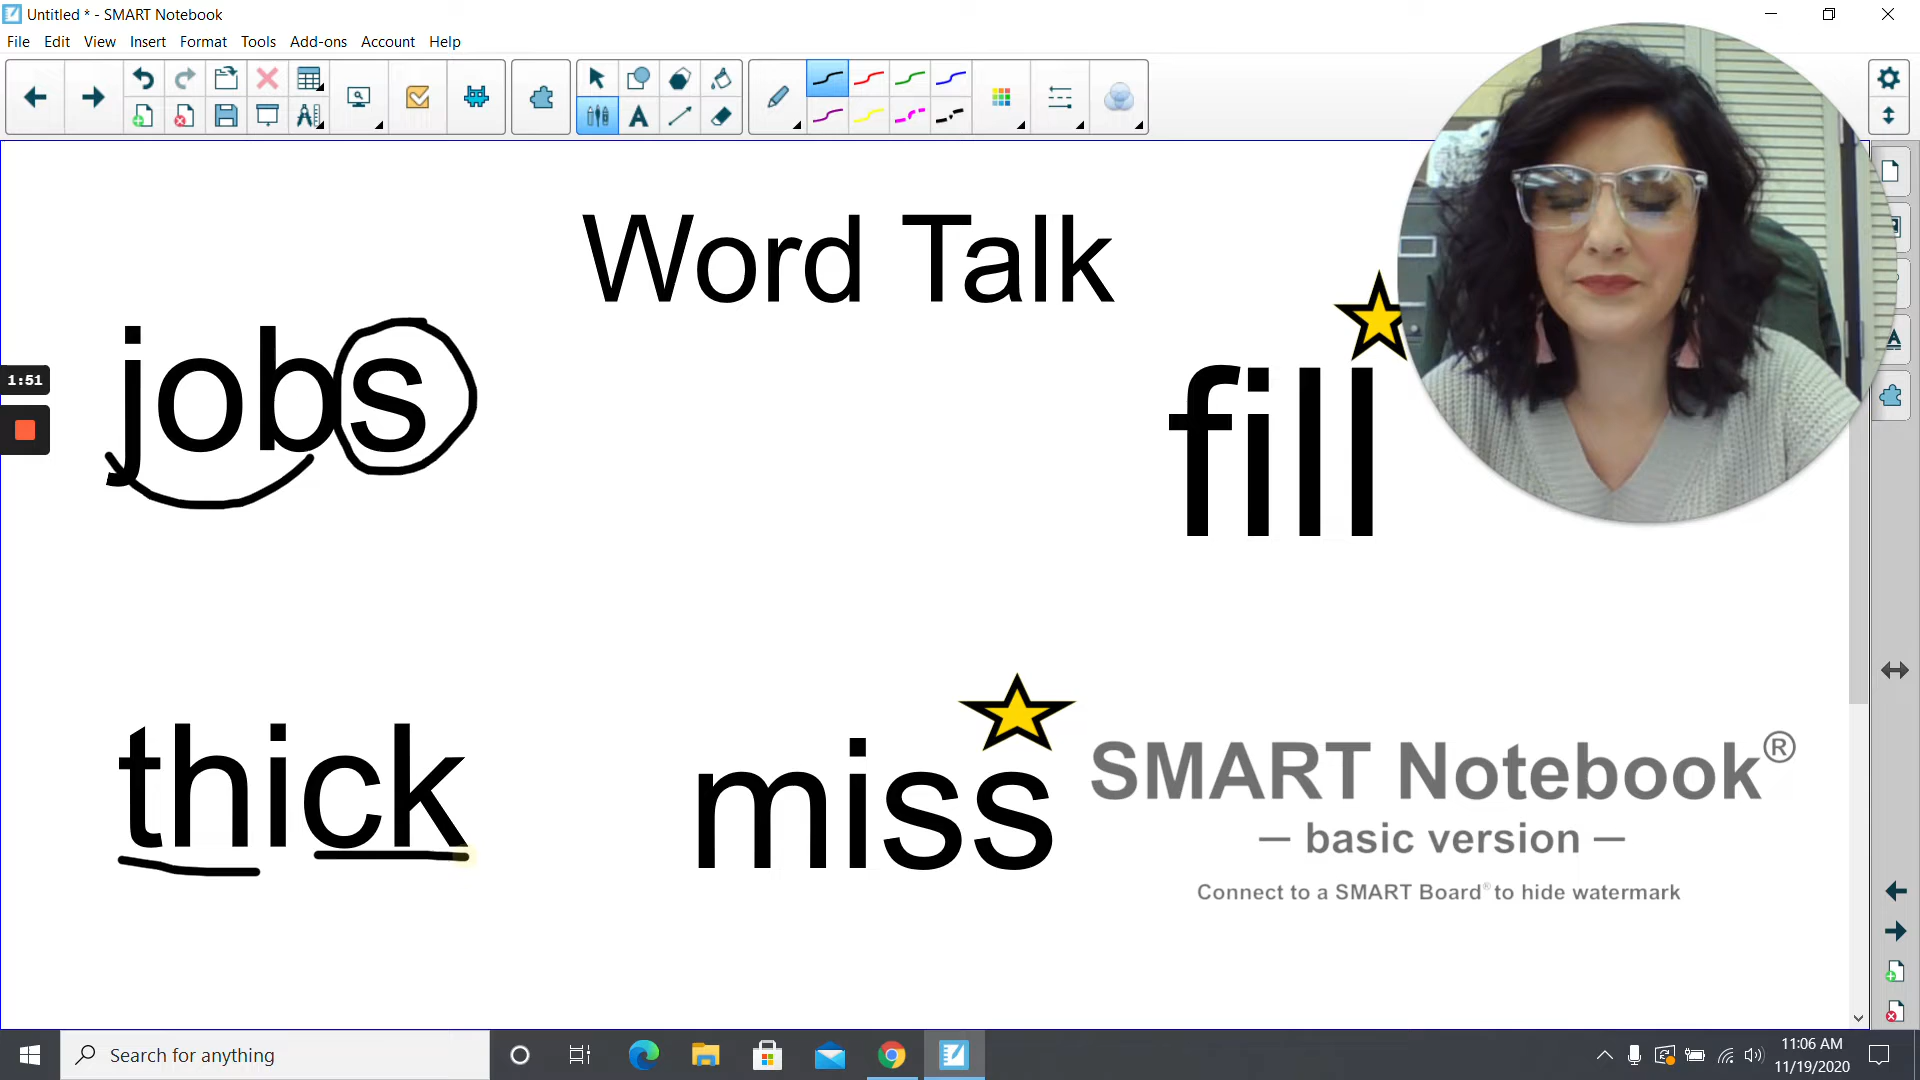 Untitled * - SMART Notebook
File Edit View Insert Format Tools Add-ons Account Help
Word Talk
jobs
fill
1:51
thick
miss
SMART Notebook®
— basic version —
Connect to a SMART Board® to hide watermark
Search for anything
11:06 AM
11/19/2020